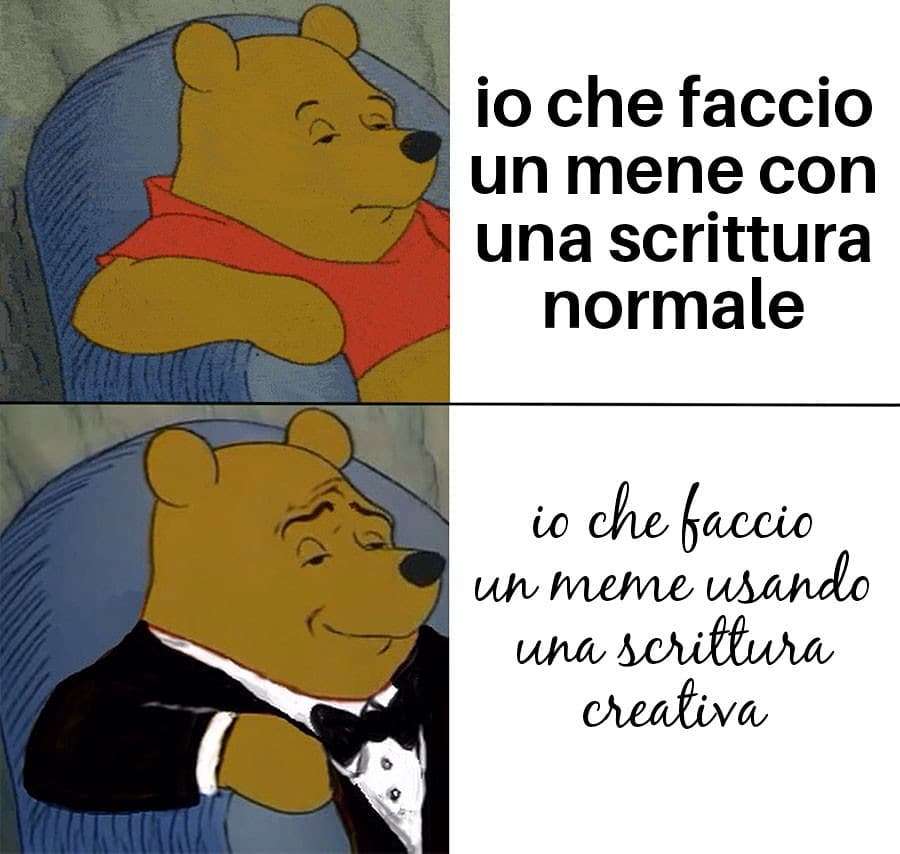 io che faccio
un mene con
una scrittura
normale
io che faccio
un meme usando
una scrittura
creativa